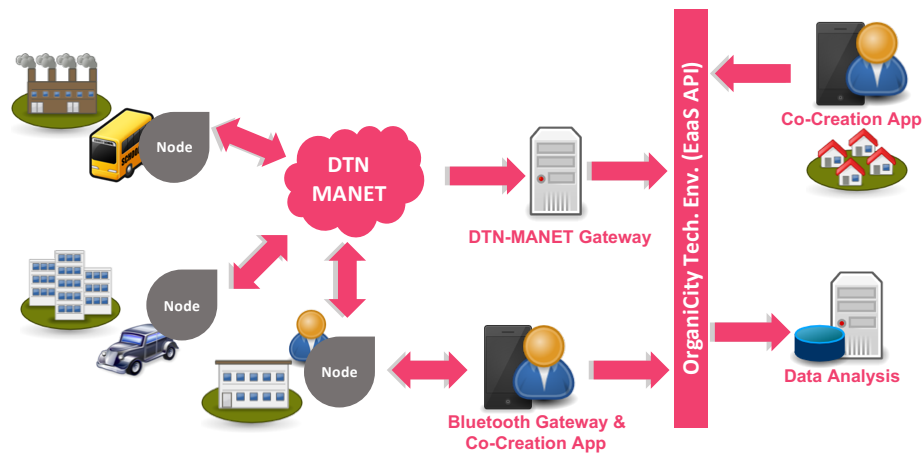 Node
SCHOOL
DTN
MANET
DTN-MANET Gateway
OrganiCity Tech. Env. (EaaS API)
Co-Creation App
Node
Node
Bluetooth Gateway &
Co-Creation App
Data Analysis